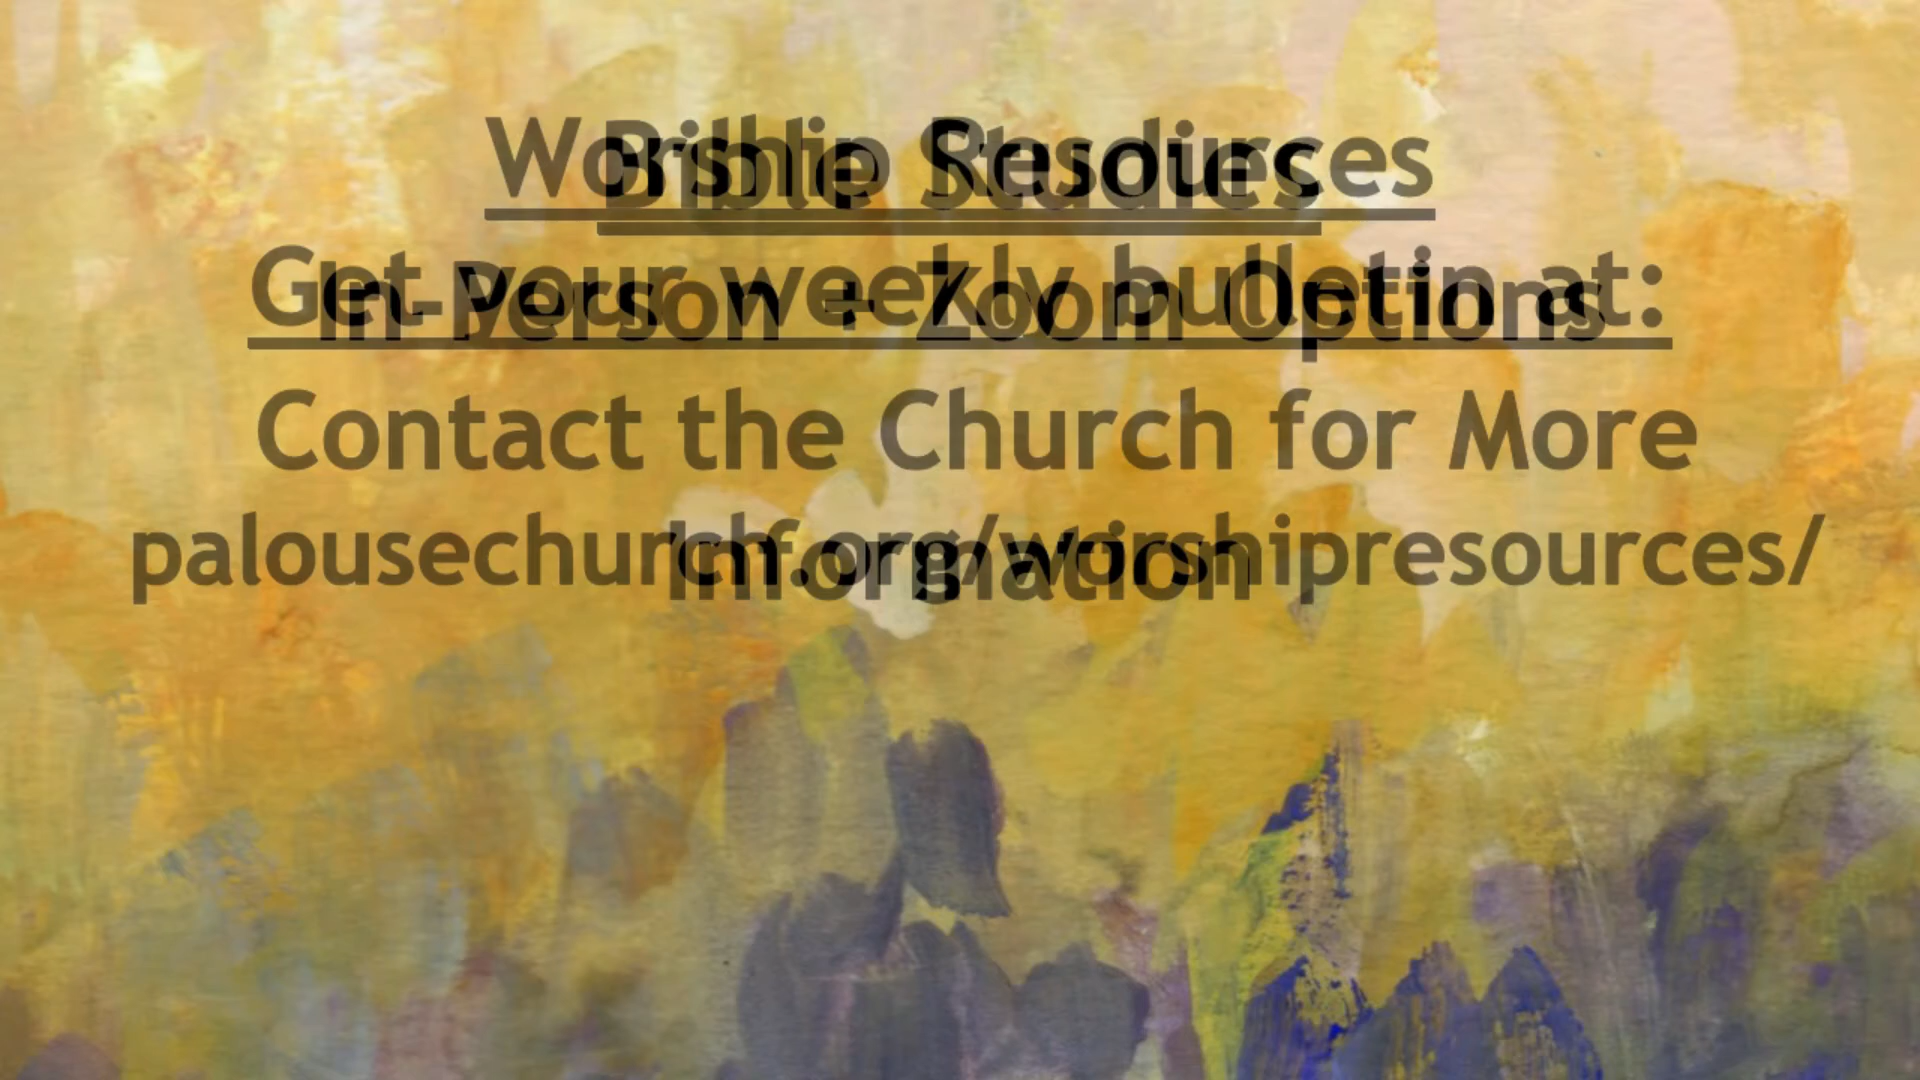 Worship Resources
Get your weekly bulletin at:
palousechurch.org/worshipresources/
Bible Studies
In-Person + Zoom Options
Contact the Church for More
Information